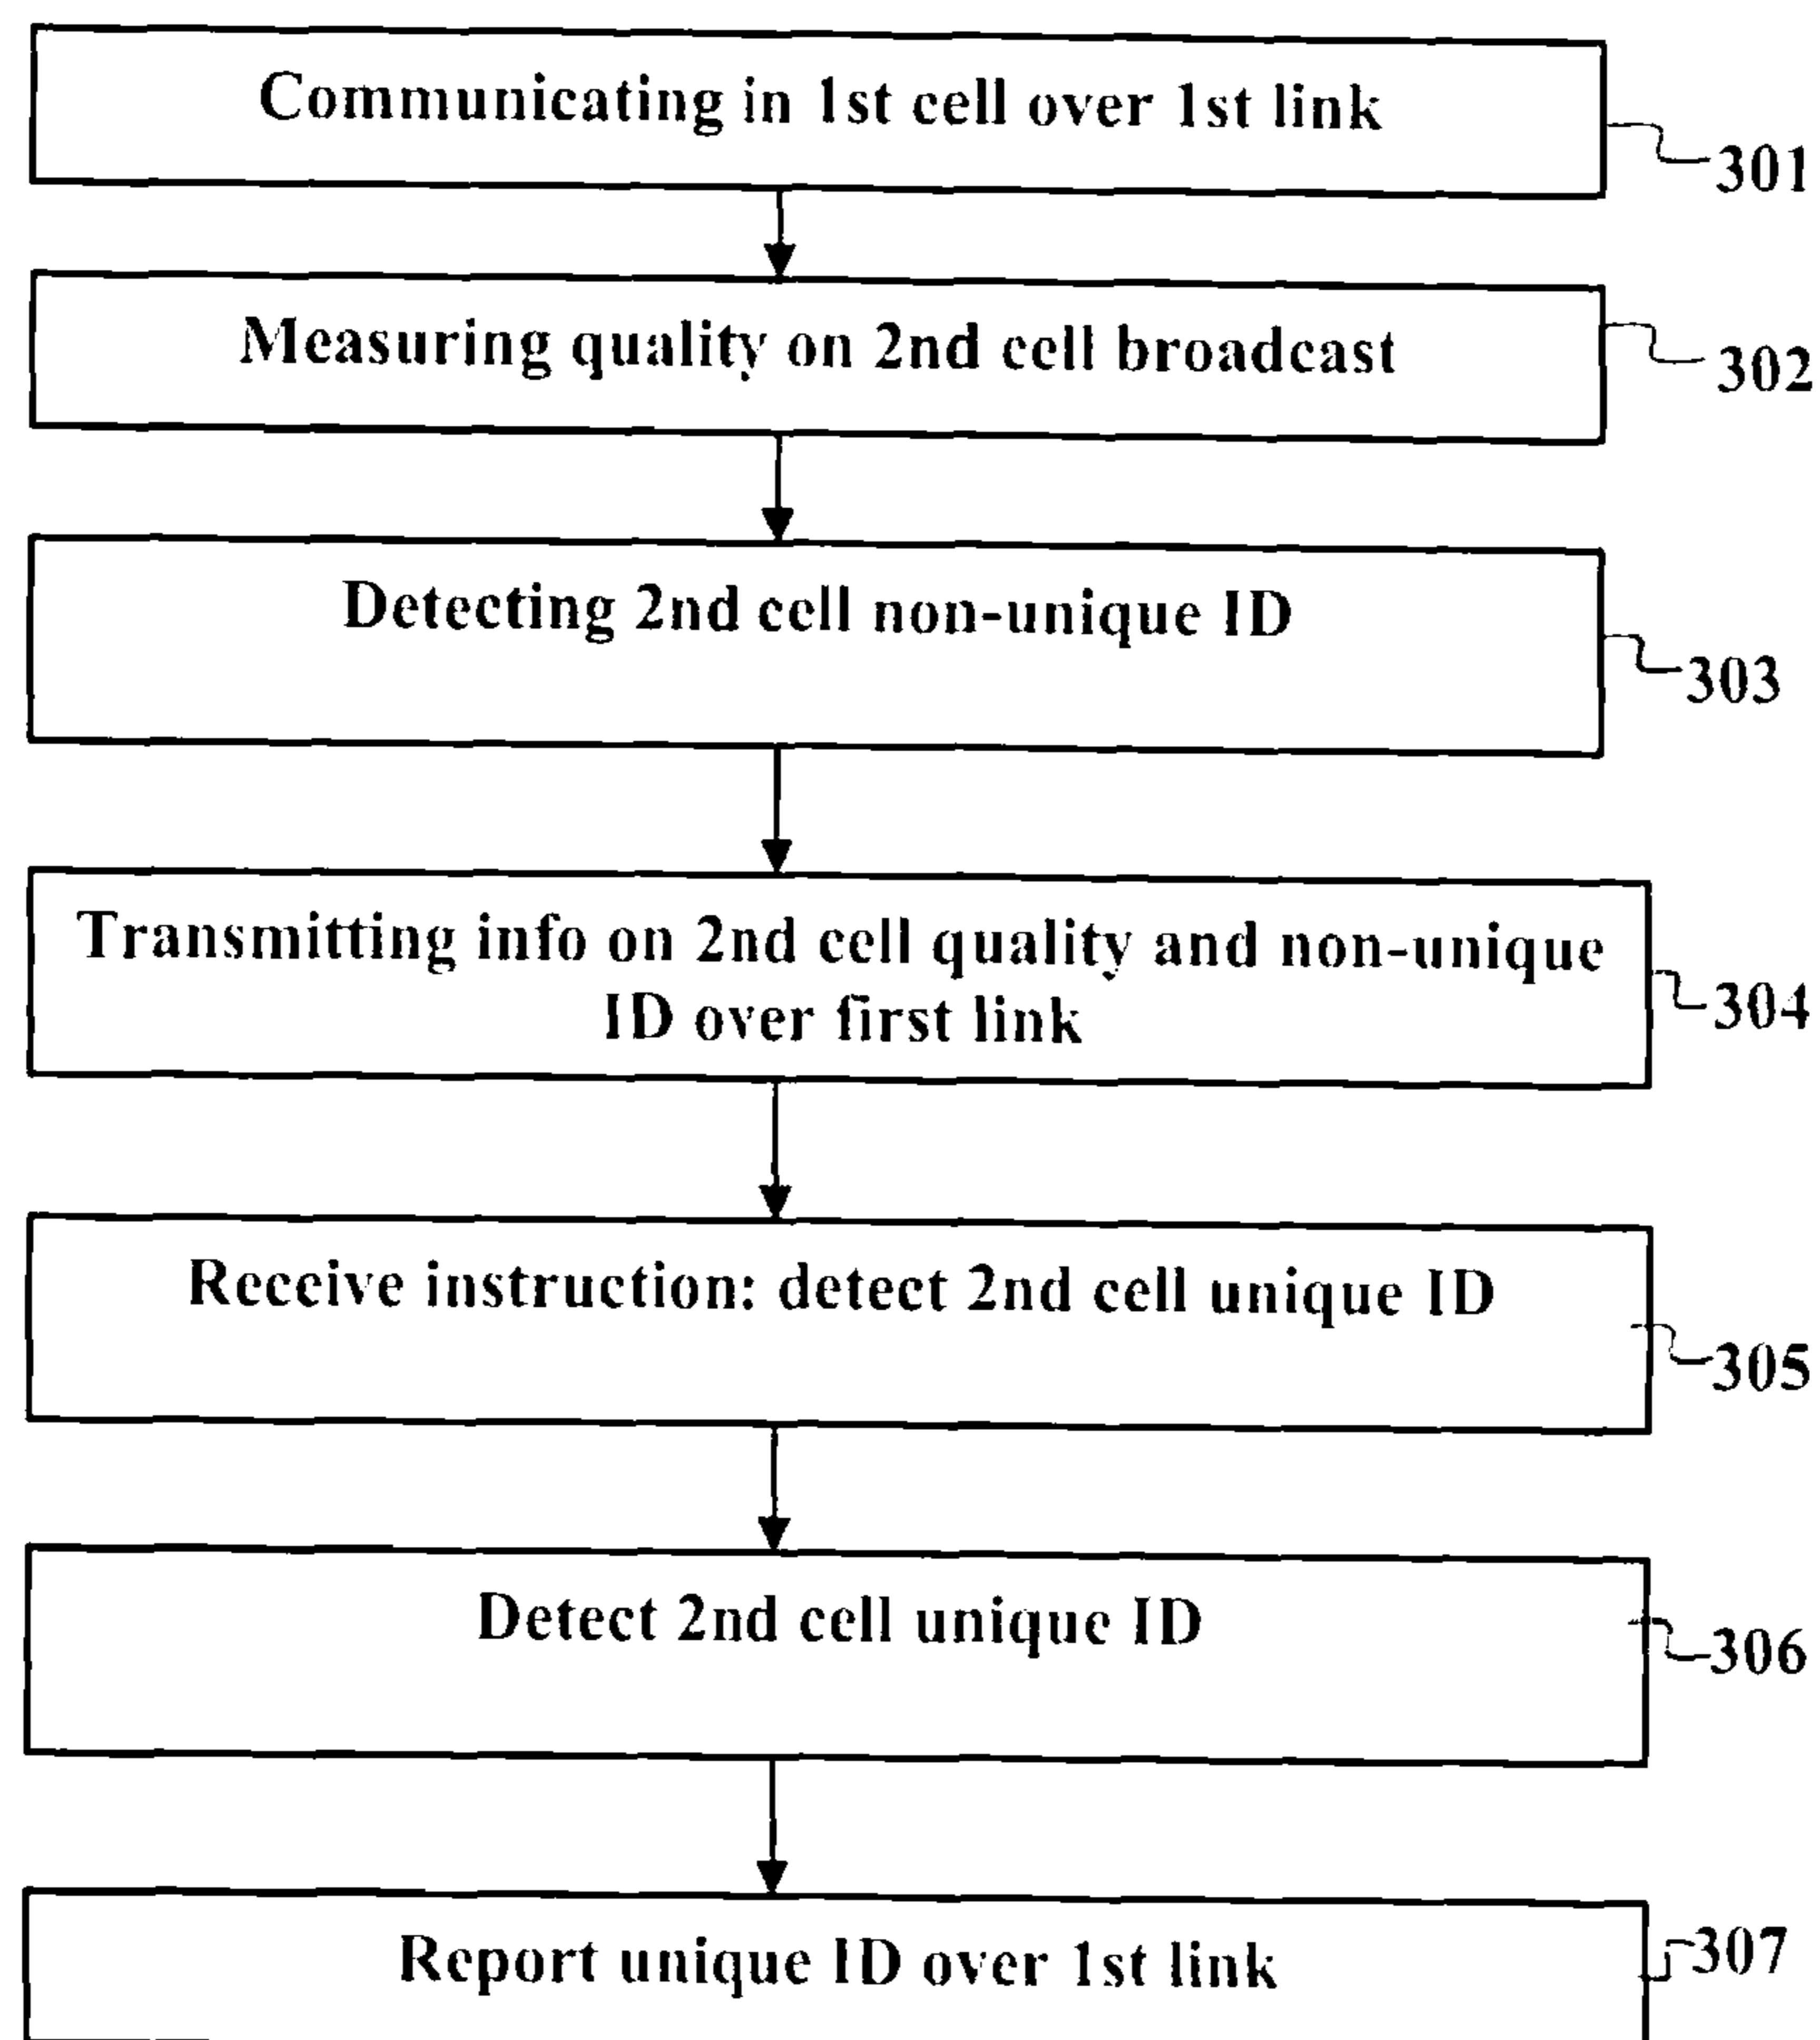 Communicating in 1st cell over 1st link
301
Measuring quality on 2nd cell broadcast
302
Detecting 2nd cell non-unique ID
303
Transmitting info on 2nd cell quality and non-unique
ID over first link
304
Receive instruction: detect 2nd cell unique ID
305
Detect 2nd cell unique ID
306
Report unique ID over 1st link
307